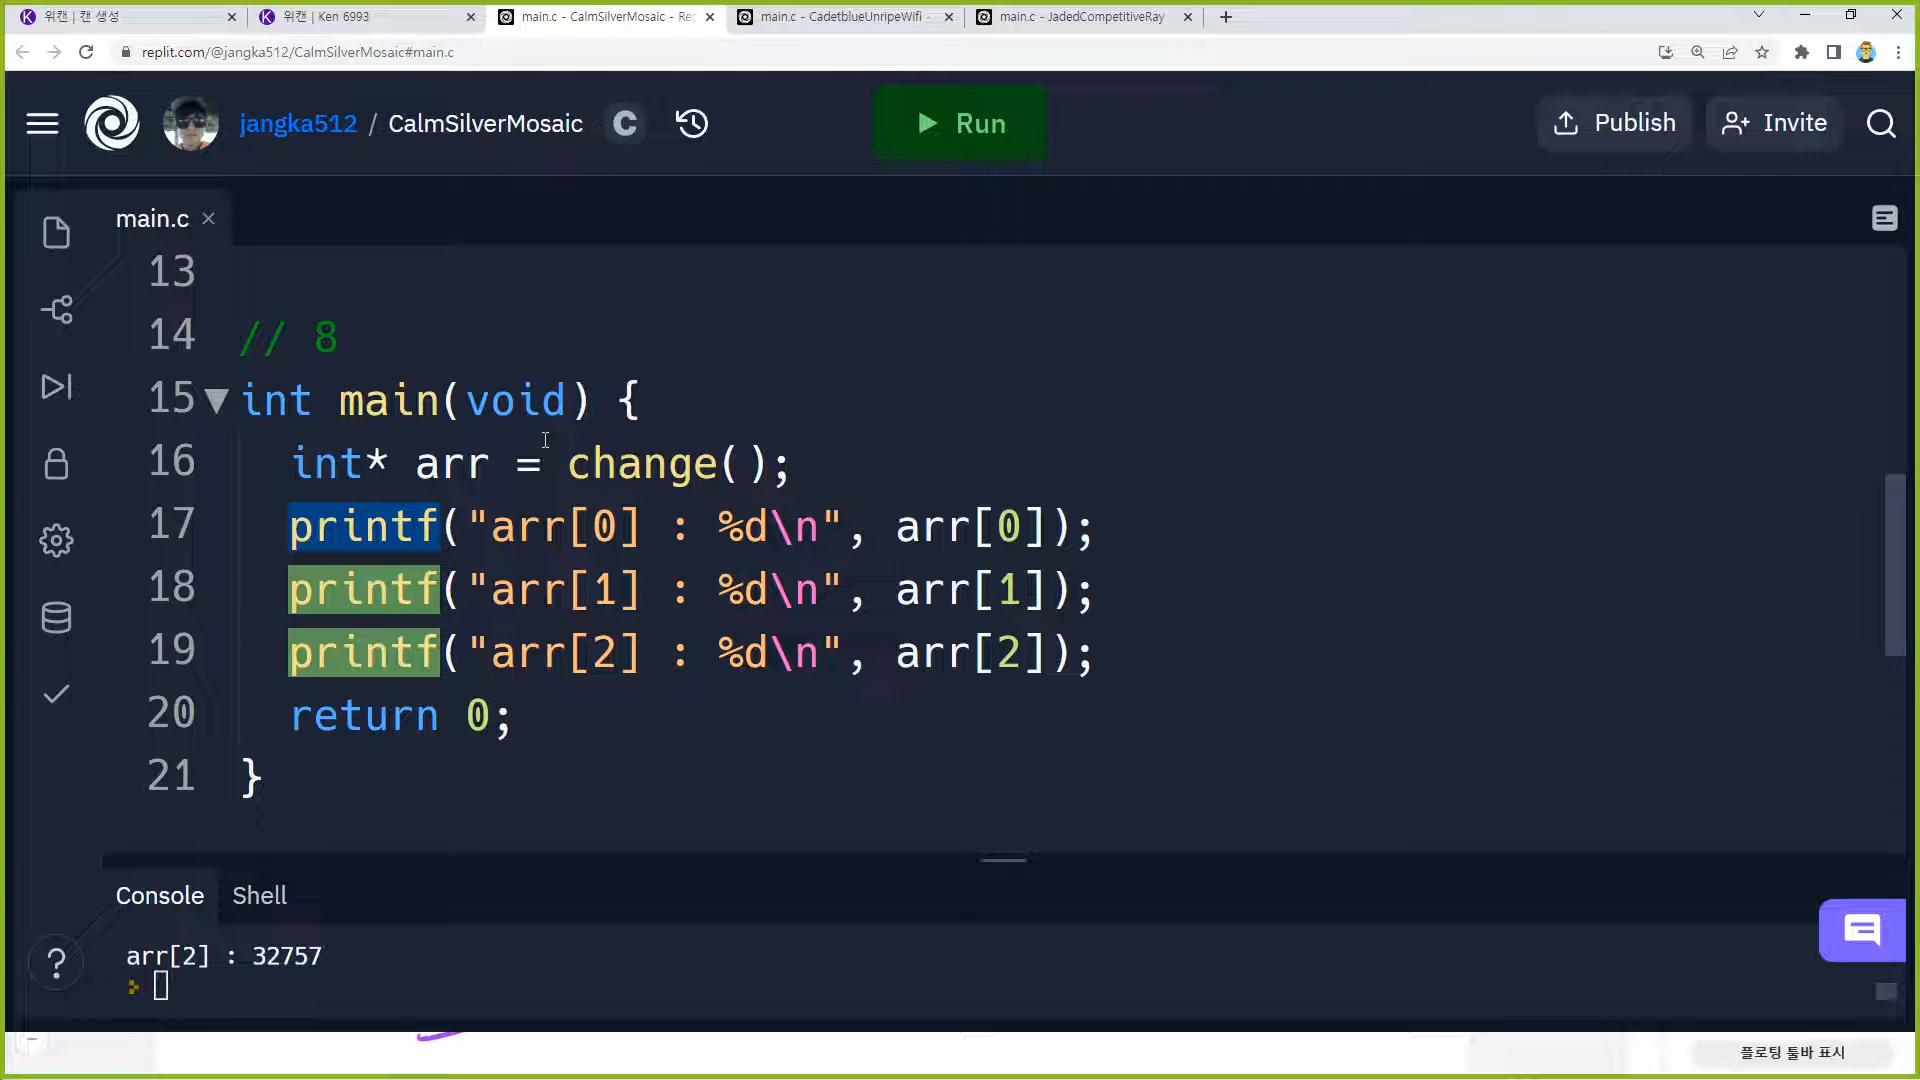 위캔 | 캔 생성
위캔 | Ken 6993
main.c - CalmSilverMosaic - Re
main.c - CadetblueUnripeWifi -
main.c - JadedCompetitiveRay
replit.com/@jangka512/CalmSilverMosaic#main.c
jangka512 / CalmSilverMosaic C
Run
Publish
Invite
main.c
13
14 // 8
15 int main(void) {
16 int* arr = change();
17 printf("arr[0] : %d\n", arr[0]);
18 printf("arr[1] : %d\n", arr[1]);
19 printf("arr[2] : %d\n", arr[2]);
20 return 0;
21 }
Console Shell
arr[2] : 32757
?
플로팅 툴바 표시